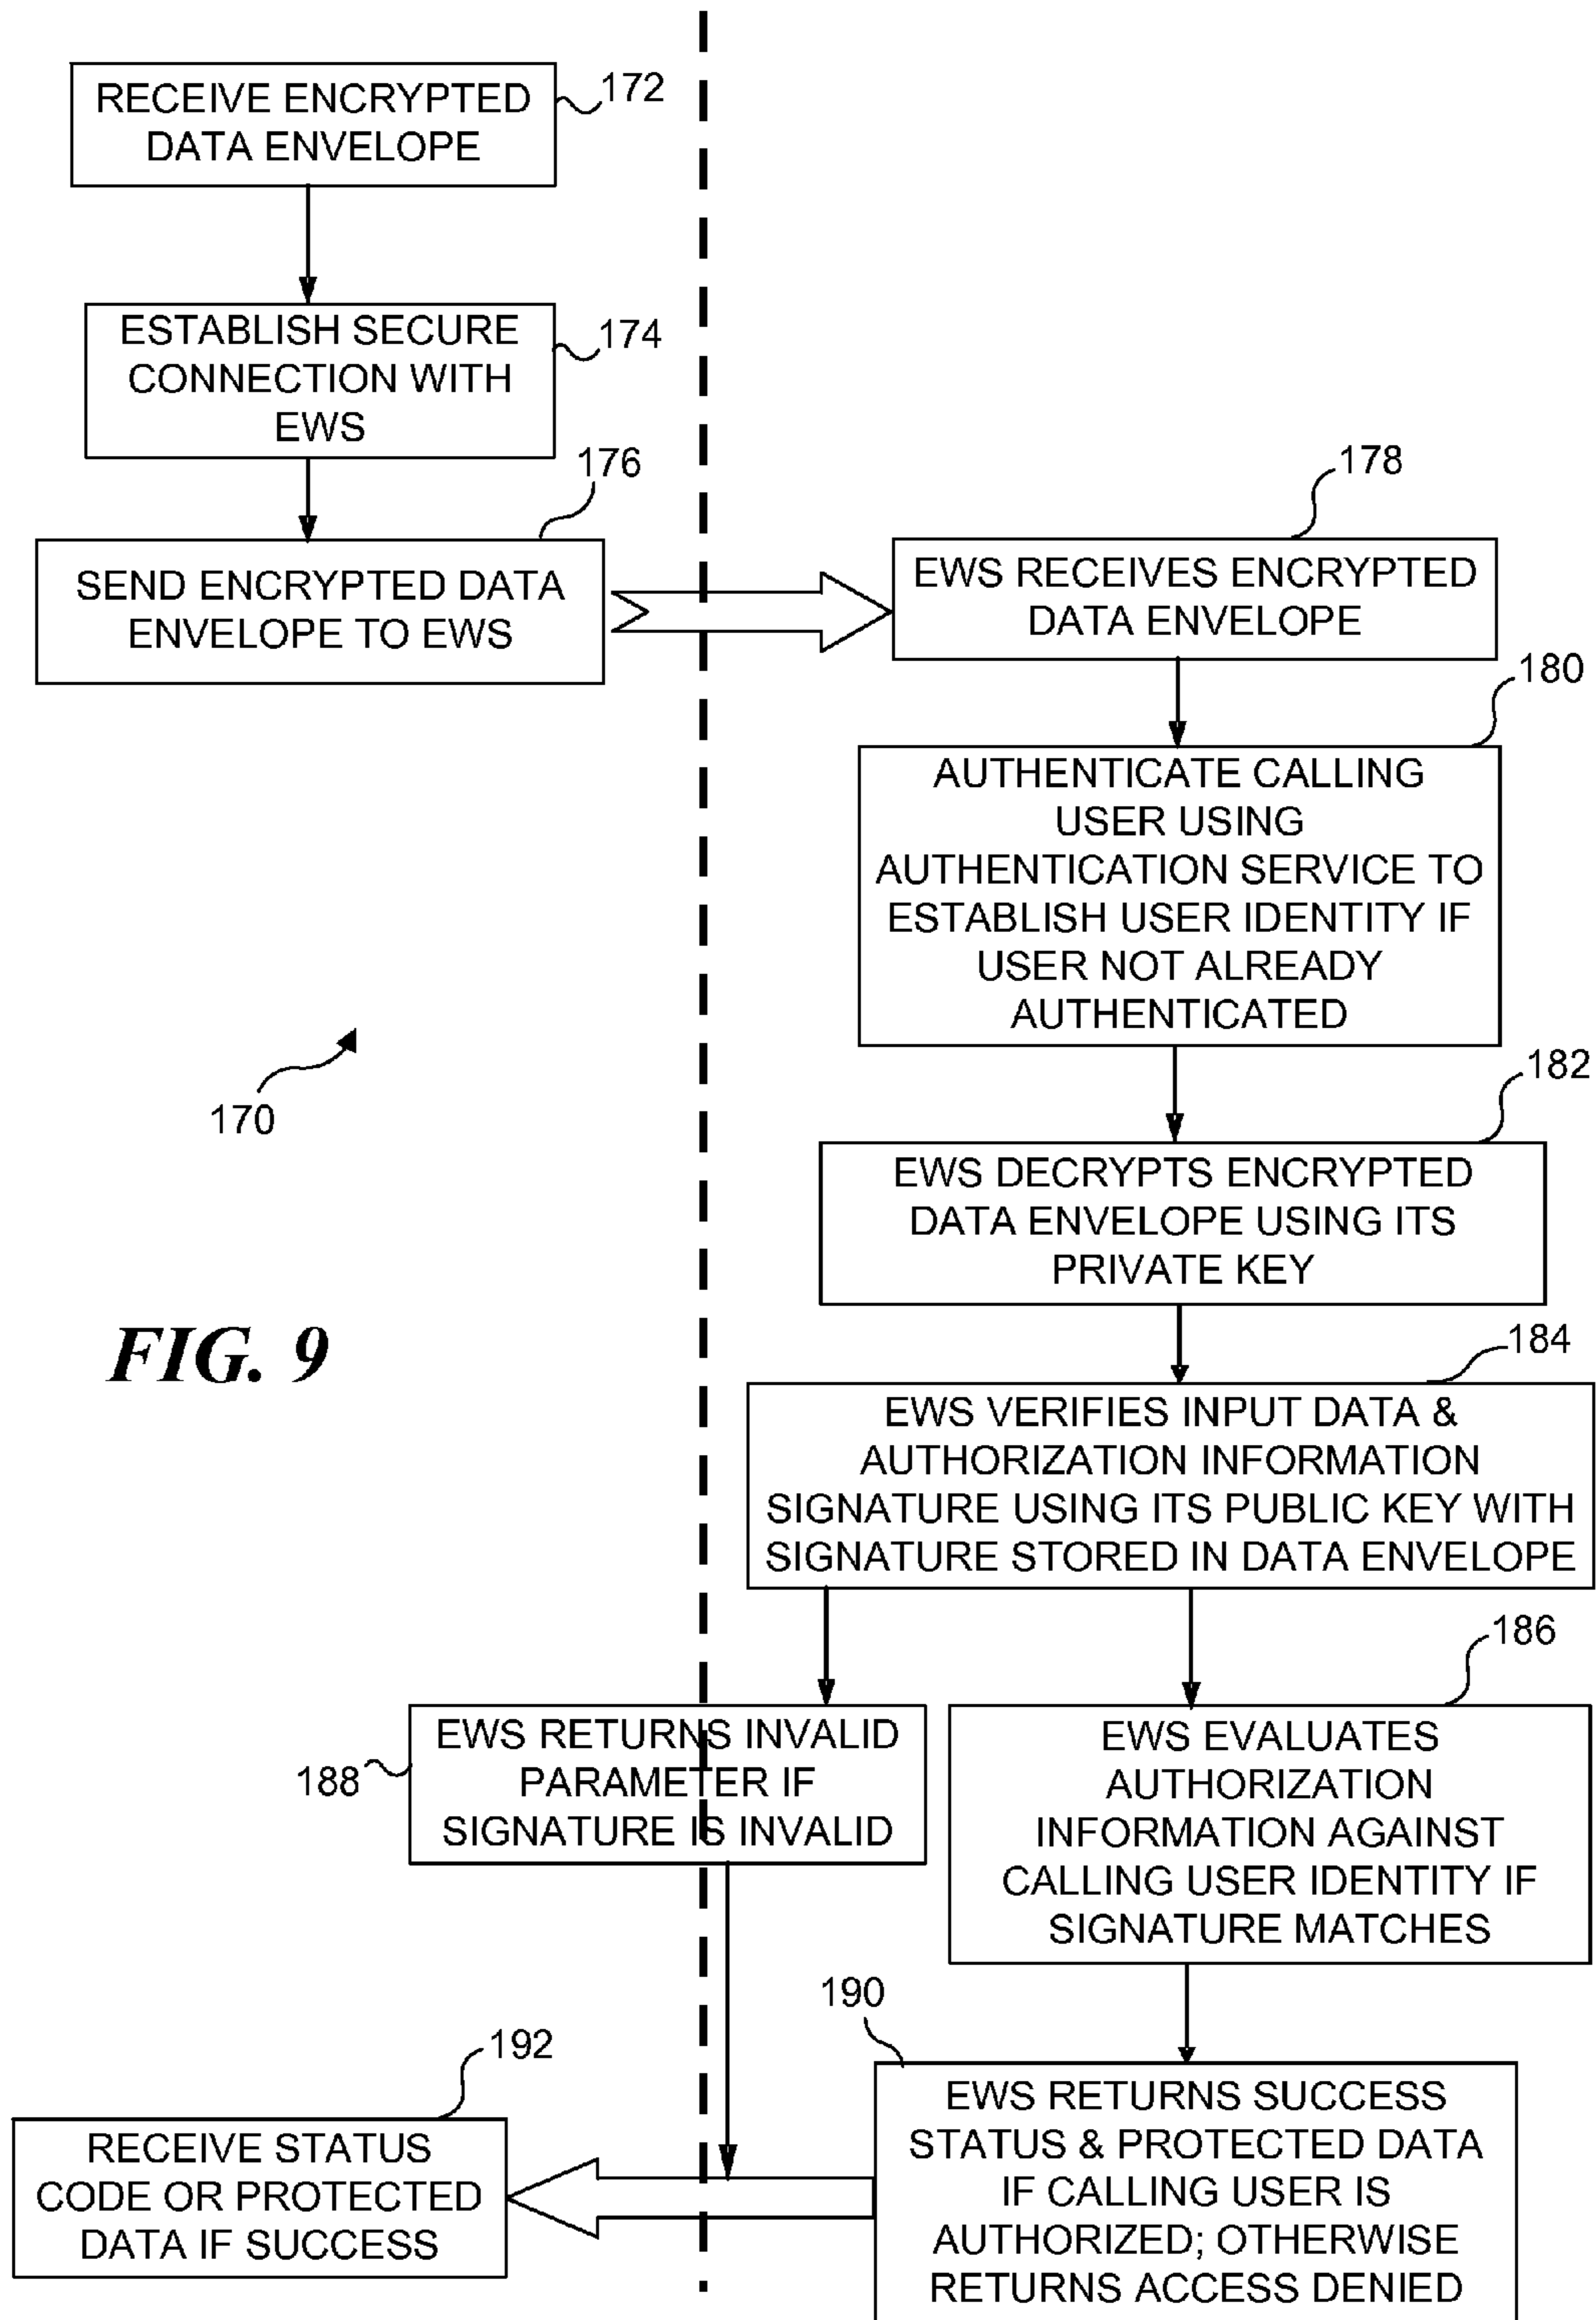 RECEIVE ENCRYPTED
DATA ENVELOPE
172
ESTABLISH SECURE
CONNECTION WITH
EWS
174
176
SEND ENCRYPTED DATA
ENVELOPE TO EWS
178
EWS RECEIVES ENCRYPTED
DATA ENVELOPE
180
AUTHENTICATE CALLING
USER USING
AUTHENTICATION SERVICE TO
ESTABLISH USER IDENTITY IF
USER NOT ALREADY
AUTHENTICATED
170
182
EWS DECRYPTS ENCRYPTED
DATA ENVELOPE USING ITS
PRIVATE KEY
FIG. 9
184
EWS VERIFIES INPUT DATA &
AUTHORIZATION INFORMATION
SIGNATURE USING ITS PUBLIC KEY WITH
SIGNATURE STORED IN DATA ENVELOPE
186
188
EWS RETURNS INVALID
PARAMETER IF
SIGNATURE IS INVALID
EWS EVALUATES
AUTHORIZATION
INFORMATION AGAINST
CALLING USER IDENTITY IF
SIGNATURE MATCHES
190
192
RECEIVE STATUS
CODE OR PROTECTED
DATA IF SUCCESS
EWS RETURNS SUCCESS
STATUS & PROTECTED DATA
IF CALLING USER IS
AUTHORIZED; OTHERWISE
RETURNS ACCESS DENIED